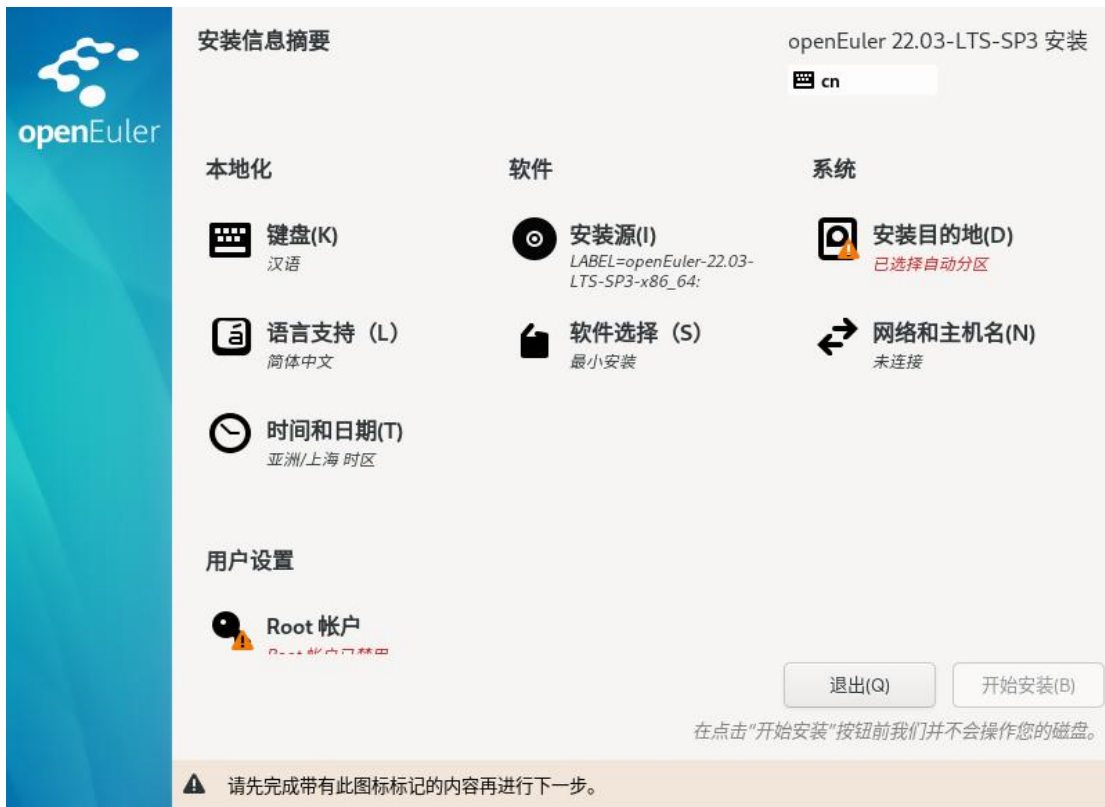 openEuler
安装信息摘要
openEuler 22.03-LTS-SP3 安装
cn
本地化
键盘(K)
汉语
语言支持（L）
简体中文
时间和日期(T)
亚洲/上海 时区
软件
安装源(I)
LABEL=openEuler-22.03-
LTS-SP3-x86_64:
软件选择（S）
最小安装
系统
安装目的地(D)
已选择自动分区
网络和主机名(N)
未连接
用户设置
Root 帐户
Root 帐户已禁用
退出(Q)
开始安装(B)
在点击"开始安装"按钮前我们并不会操作您的磁盘。
请先完成带有此图标标记的内容再进行下一步。